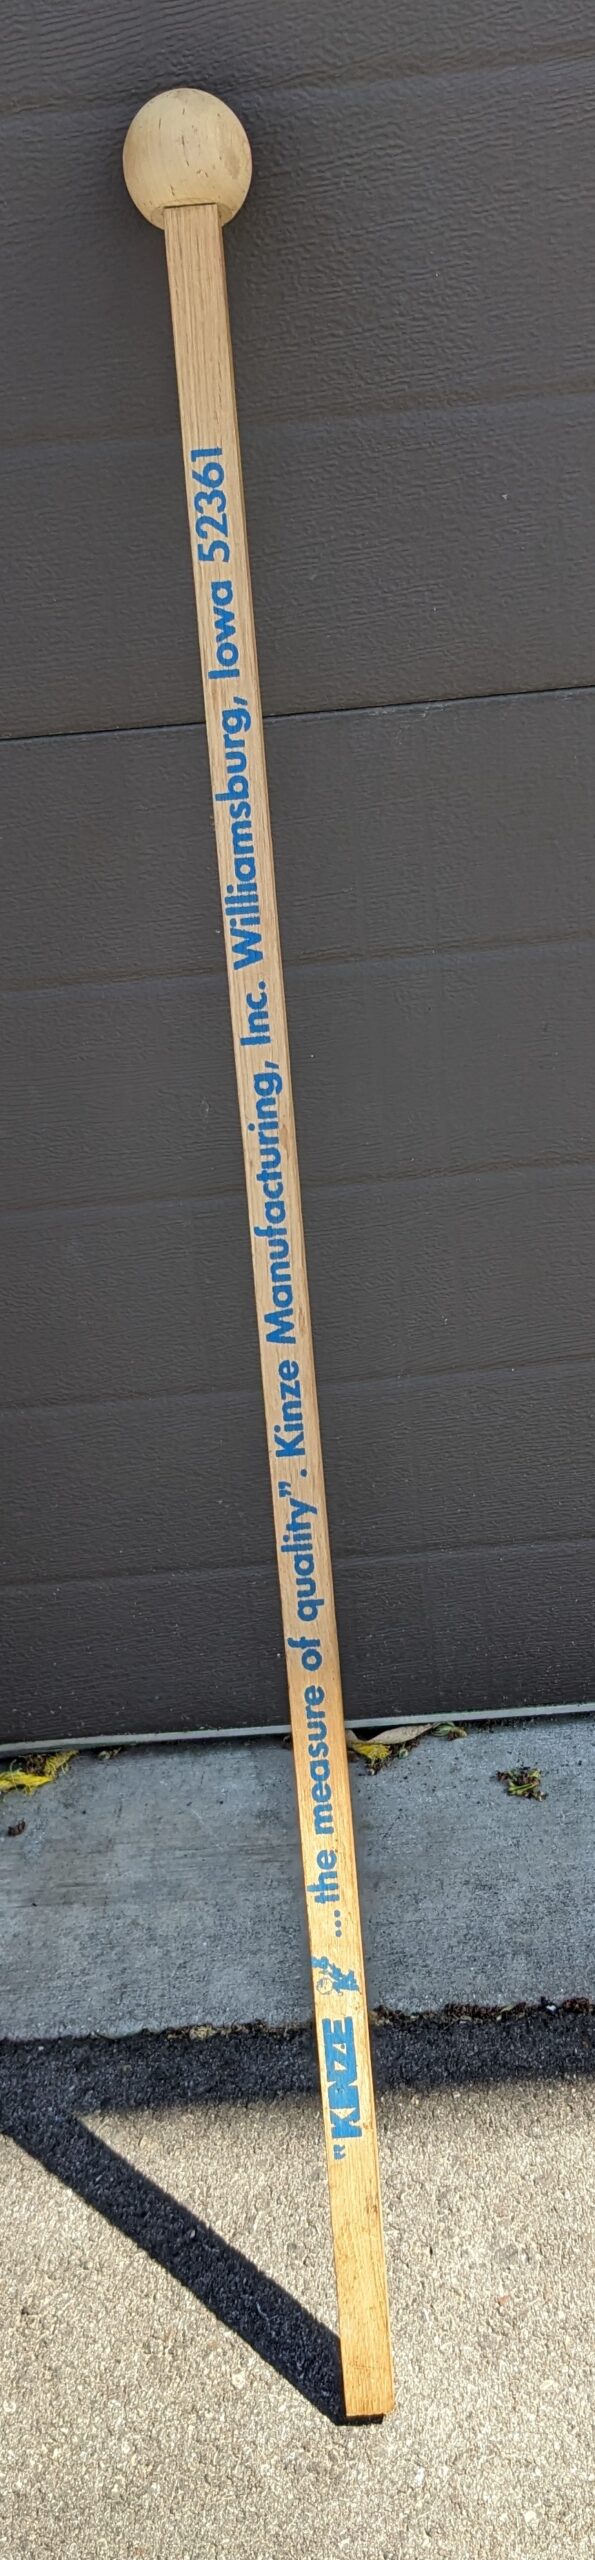 "KINZE ...the measure of quality". Kinze Manufacturing, Inc. Williamsburg, Iowa 52361